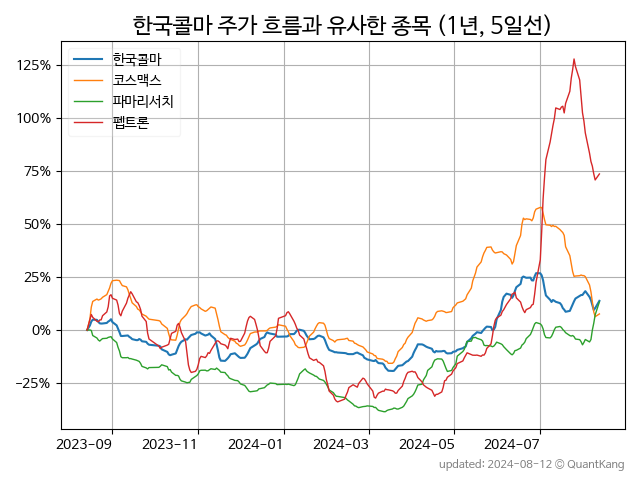 한국콜마 주가 흐름과 유사한 종목 (1년, 5일선)
한국콜마
코스맥스
파마리서치
펩트론
125%
100%
75%
50%
25%
0%
−25%
2023-09 2023-11 2024-01 2024-03 2024-05 2024-07
updated: 2024-08-12 © QuantKang